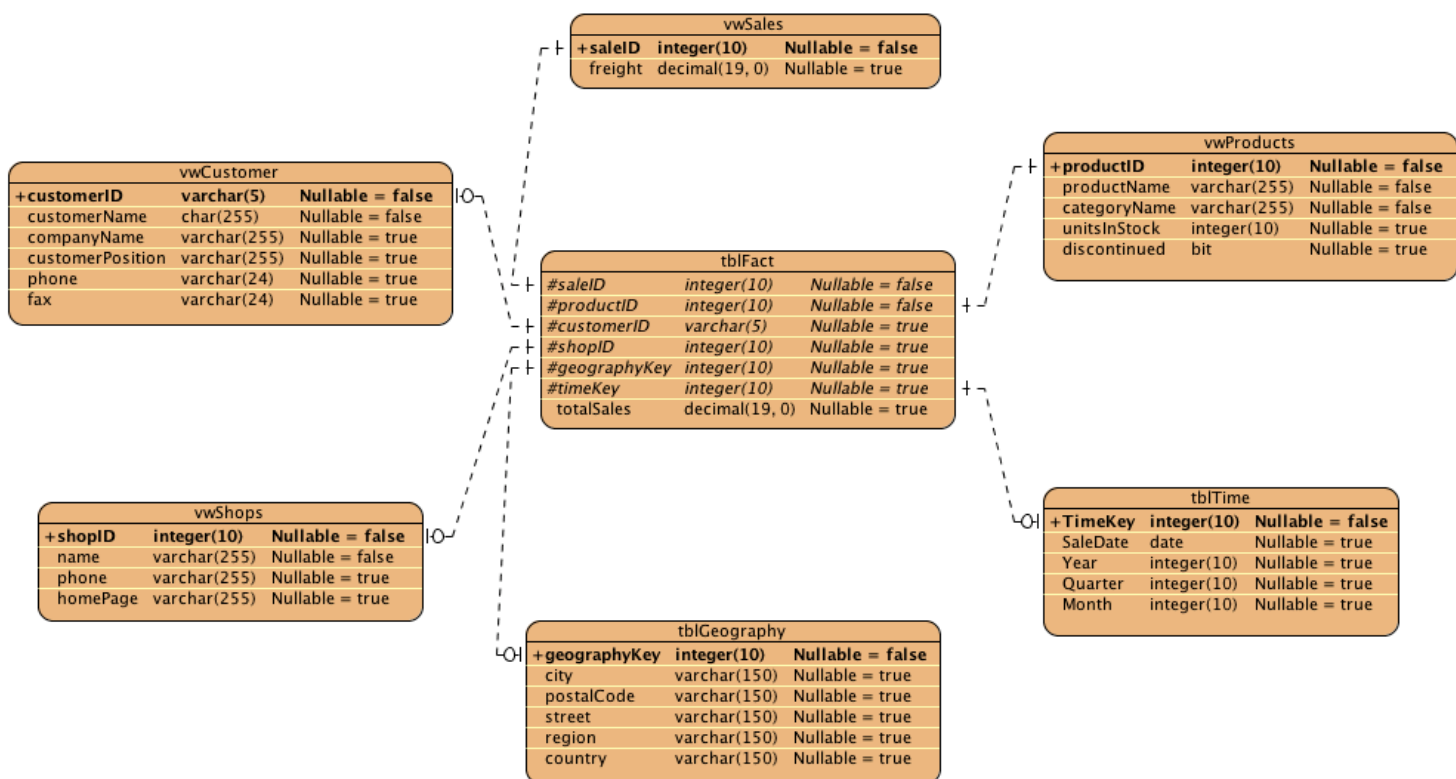 vwSales
+saleID integer(10) Nullable = false
freight decimal(19, 0) Nullable = true
vwCustomer
+customerID varchar(5) Nullable = false
customerName char(255) Nullable = false
companyName varchar(255) Nullable = true
customerPosition varchar(255) Nullable = true
phone varchar(24) Nullable = true
fax varchar(24) Nullable = true
vwProducts
+productID integer(10) Nullable = false
productName varchar(255) Nullable = false
categoryName varchar(255) Nullable = false
unitsInStock integer(10) Nullable = true
discontinued bit Nullable = true
tblFact
#saleID integer(10) Nullable = false
#productID integer(10) Nullable = false
#customerID varchar(5) Nullable = true
#shopID integer(10) Nullable = true
#geographyKey integer(10) Nullable = true
#timeKey integer(10) Nullable = true
totalSales decimal(19, 0) Nullable = true
vwShops
+shopID integer(10) Nullable = false
name varchar(255) Nullable = false
phone varchar(255) Nullable = true
homePage varchar(255) Nullable = true
tblTime
+TimeKey integer(10) Nullable = false
SaleDate date Nullable = true
Year integer(10) Nullable = true
Quarter integer(10) Nullable = true
Month integer(10) Nullable = true
tblGeography
+geographyKey integer(10) Nullable = false
city varchar(150) Nullable = true
postalCode varchar(150) Nullable = true
street varchar(150) Nullable = true
region varchar(150) Nullable = true
country varchar(150) Nullable = true